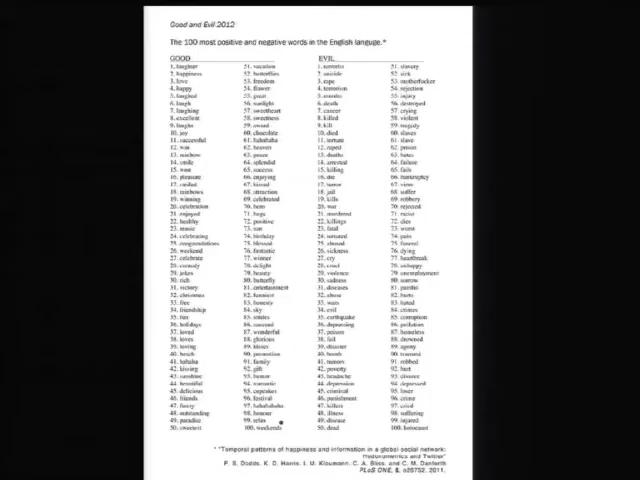 Good and Evil 2012
The 100 most positive and negative words in the English languge.*
GOOD EVIL
1. laughter 51. vacation 1. terrorist 51. slavery
2. happiness 52. butterflies 2. suicide 52. sick
3. love 53. freedom 3. rape 53. motherfucker
4. happy 54. flower 4. terrorism 54. rejection
5. laughed 55. great 5. murder 55. injury
6. laugh 56. sunlight 6. death 56. destroyed
7. laughing 57. sweetheart 7. cancer 57. crying
8. excellent 58. sweetness 8. killed 58. violent
9. laughs 59. award 9. kill 59. tragedy
10. joy 60. chocolate 10. died 60. slaves
11. successful 61. hahahaha 11. torture 61. slave
12. win 62. heaven 12. raped 62. prison
13. rainbow 63. peace 13. deaths 63. hates
14. smile 64. splendid 14. arrested 64. failure
15. won 65. success 15. killing 65. fails
16. pleasure 66. enjoying 16. die 66. bankruptcy
17. smiled 67. kissed 17. terror 67. virus
18. rainbows 68. attraction 18. jail 68. suffer
19. winning 69. celebrated 19. kills 69. robbery
20. celebration 70. hero 20. war 70. rejected
21. enjoyed 71. hugs 21. murdered 71. racist
22. healthy 72. positive 22. killings 72. dies
23. music 73. sun 23. fatal 73. worst
24. celebrating 74. birthday 24. tortured 74. pain
25. congratulations 75. blessed 25. abused 75. funeral
26. weekend 76. fantastic 26. sickness 76. dying
27. celebrate 77. winner 27. cry 77. heartbreak
28. comedy 78. delight 28. cruel 78. unhappy
29. jokes 79. beauty 29. violence 79. unemployment
30. rich 80. butterfly 30. sadness 80. sorrow
31. victory 81. entertainment 31. diseases 81. painful
32. christmas 82. funniest 32. abuse 82. hurts
33. free 83. honesty 33. wars 83. hated
34. friendship 84. sky 34. evil 84. crimes
35. fun 85. smiles 35. earthquake 85. corruption
36. holidays 86. succeed 36. depressing 86. pollution
37. loved 87. wonderful 37. poison 87. homeless
38. loves 88. glorious 38. fail 88. drowned
39. loving 89. kisses 39. disaster 89. agony
40. beach 90. promotion 40. bomb 90. trauma
41. hahaha 91. family 41. tumors 91. robbed
42. kissing 92. gift 42. poverty 92. hurt
43. sunshine 93. humor 43. headache 93. divorce
44. beautiful 94. romantic 44. depression 94. depressed
45. delicious 95. cupcakes 45. criminal 95. loser
46. friends 96. festival 46. punishment 96. crime
47. funny 97. hahahahaha 47. killers 97. cried
48. outstanding 98. honour 48. illness 98. suffering
49. paradise 99. relax 49. disease 99. injured
50. sweetest 100. weekends 50. dead 100. holocaust
* "Temporal patterns of happiness and information in a global social network:
Hedonometrics and Twitter"
P. S. Dodds, K. D. Harris, I. M. Kloumann, C. A. Bliss, and C. M. Danforth
PLoS ONE, 6, e26752, 2011.